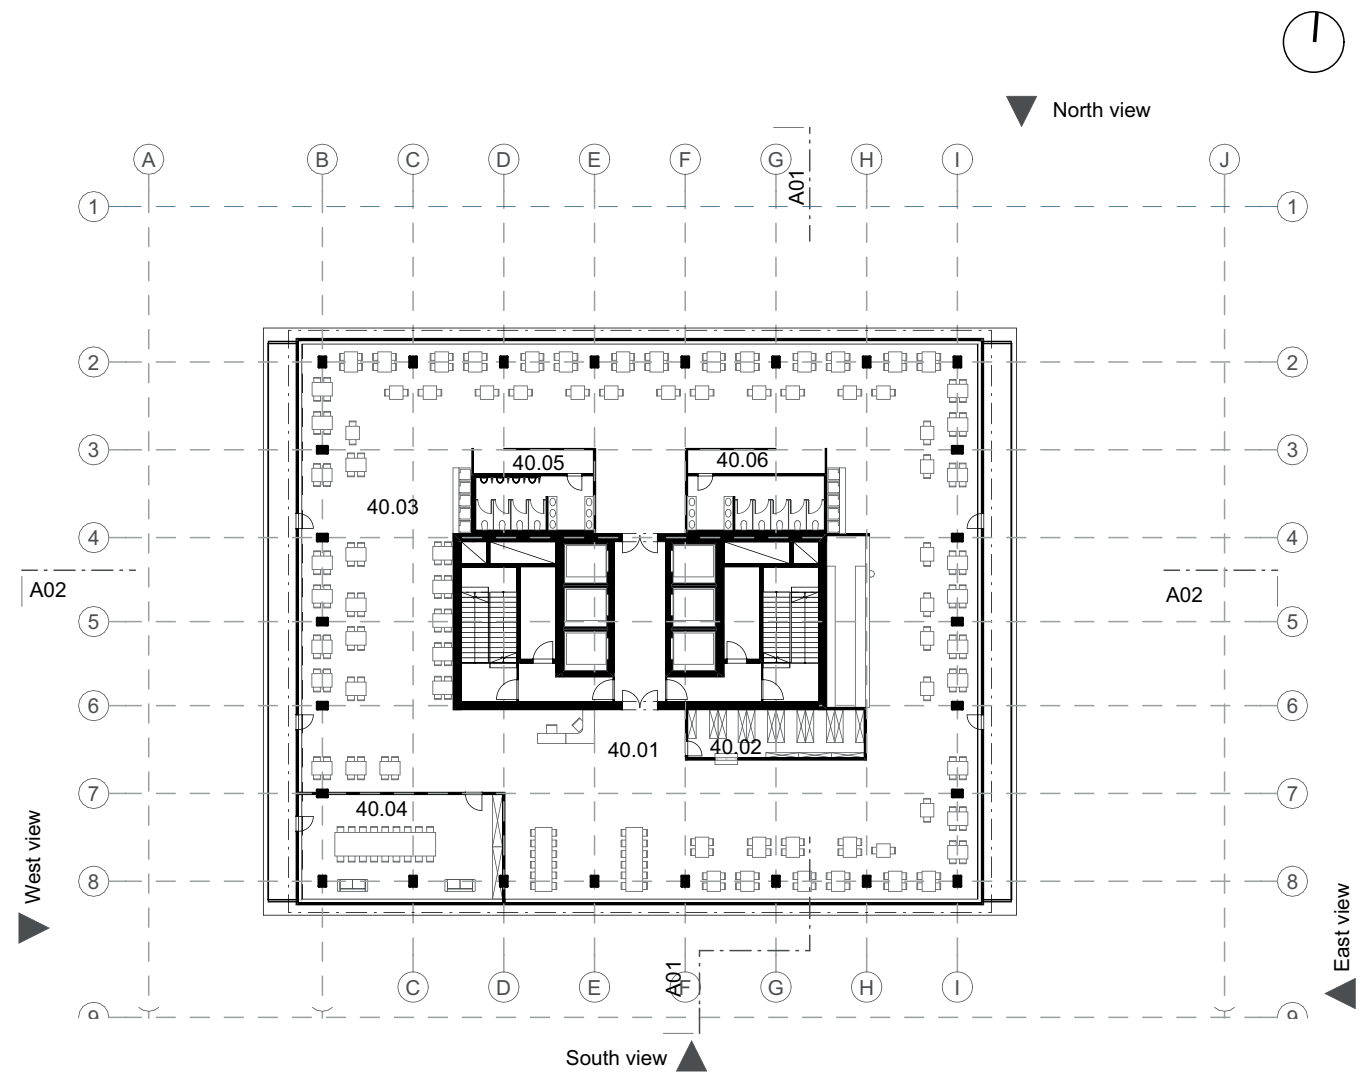 North view
A B C D E F G H I J
A01
1 1
2 2
3 3
40.05 40.06
40.03
4 4
A02 A02
5 5
6 6
40.01 40.02
7 7
40.04
West view
8 8
East view
A01
C D E F G H I
9 9
South view